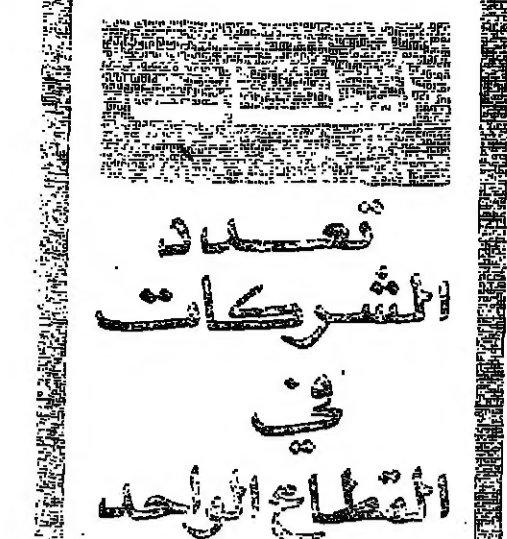 تعدد
الشركات
في
القطاع الواحد